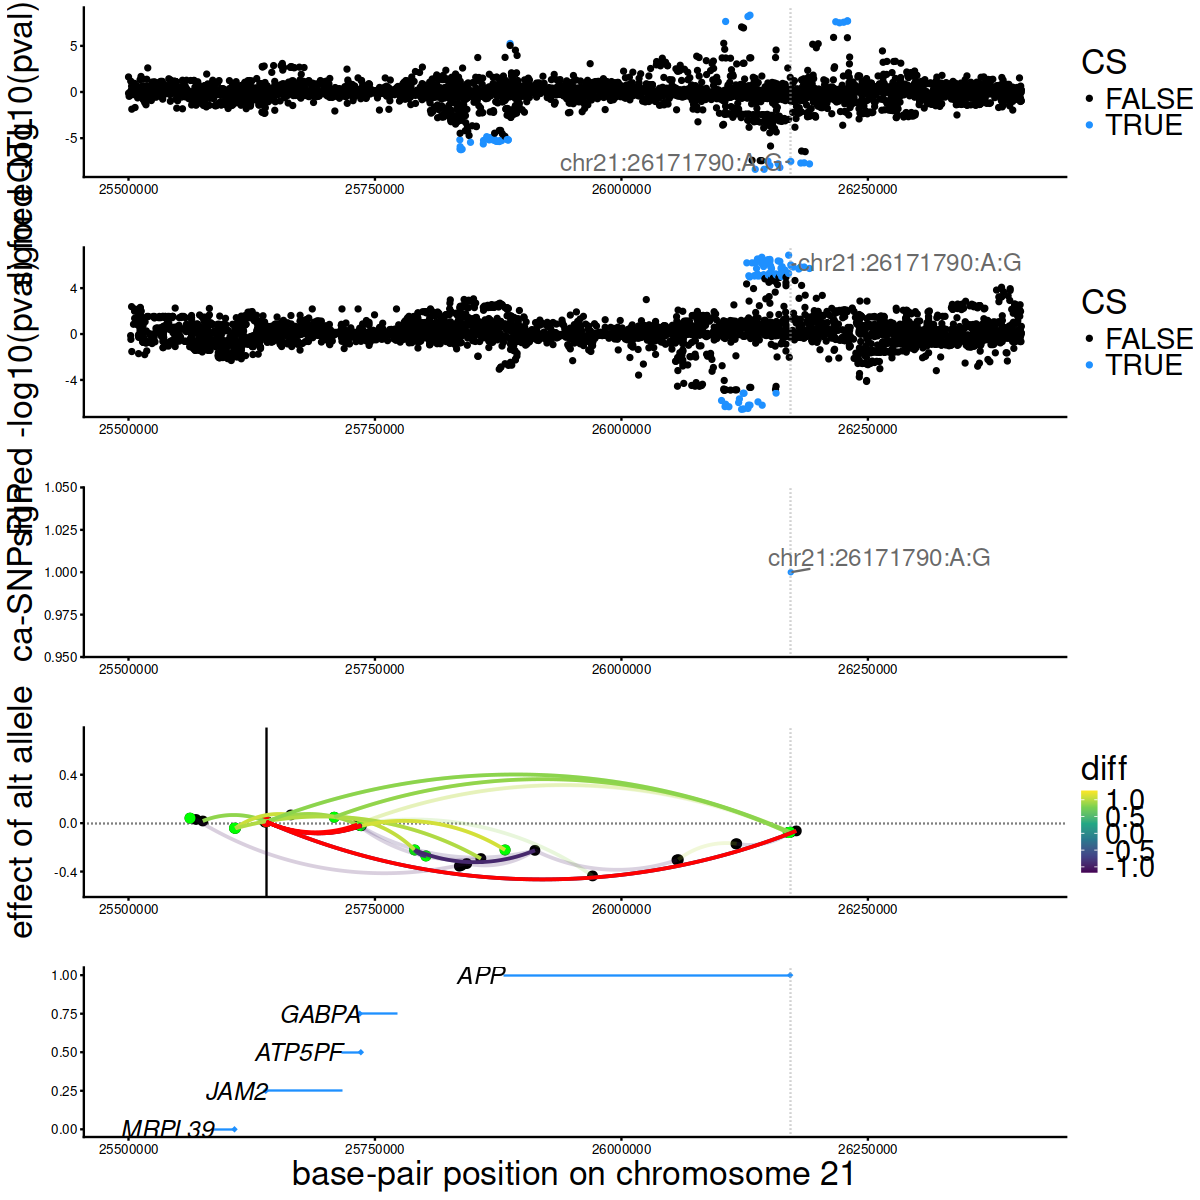 5
0
-5
chr21:26171790:A:G
25500000 25750000 26000000 26250000
CS
FALSE
TRUE
4
0
-4
chr21:26171790:A:G
25500000 25750000 26000000 26250000
signed -log10(pval)
CS
FALSE
TRUE
1.050
1.025
1.000
0.975
0.950
chr21:26171790:A:G
25500000 25750000 26000000 26250000
ca-SNP PIP
0.4
0.0
-0.4
25500000 25750000 26000000 26250000
effect of alt allele
diff
1.0
0.5
0.0
-0.5
-1.0
1.00
0.75
0.50
0.25
0.00
APP
GABPA
ATP5PF
JAM2
MRPL39
25500000 25750000 26000000 26250000
base-pair position on chromosome 21